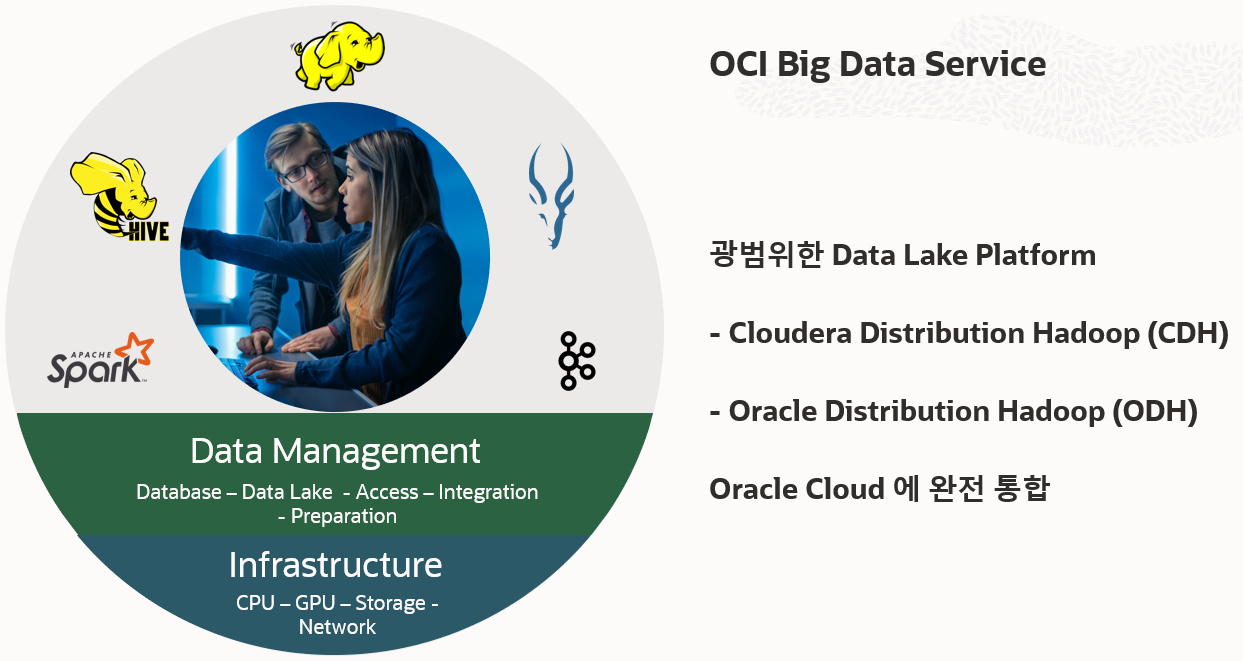 OCI Big Data Service
광범위한 Data Lake Platform
- Cloudera Distribution Hadoop (CDH)
- Oracle Distribution Hadoop (ODH)
Oracle Cloud 에 완전 통합
HIVE
APACHE
Spark™
Data Management
Database – Data Lake - Access – Integration
- Preparation
Infrastructure
CPU – GPU – Storage -
Network